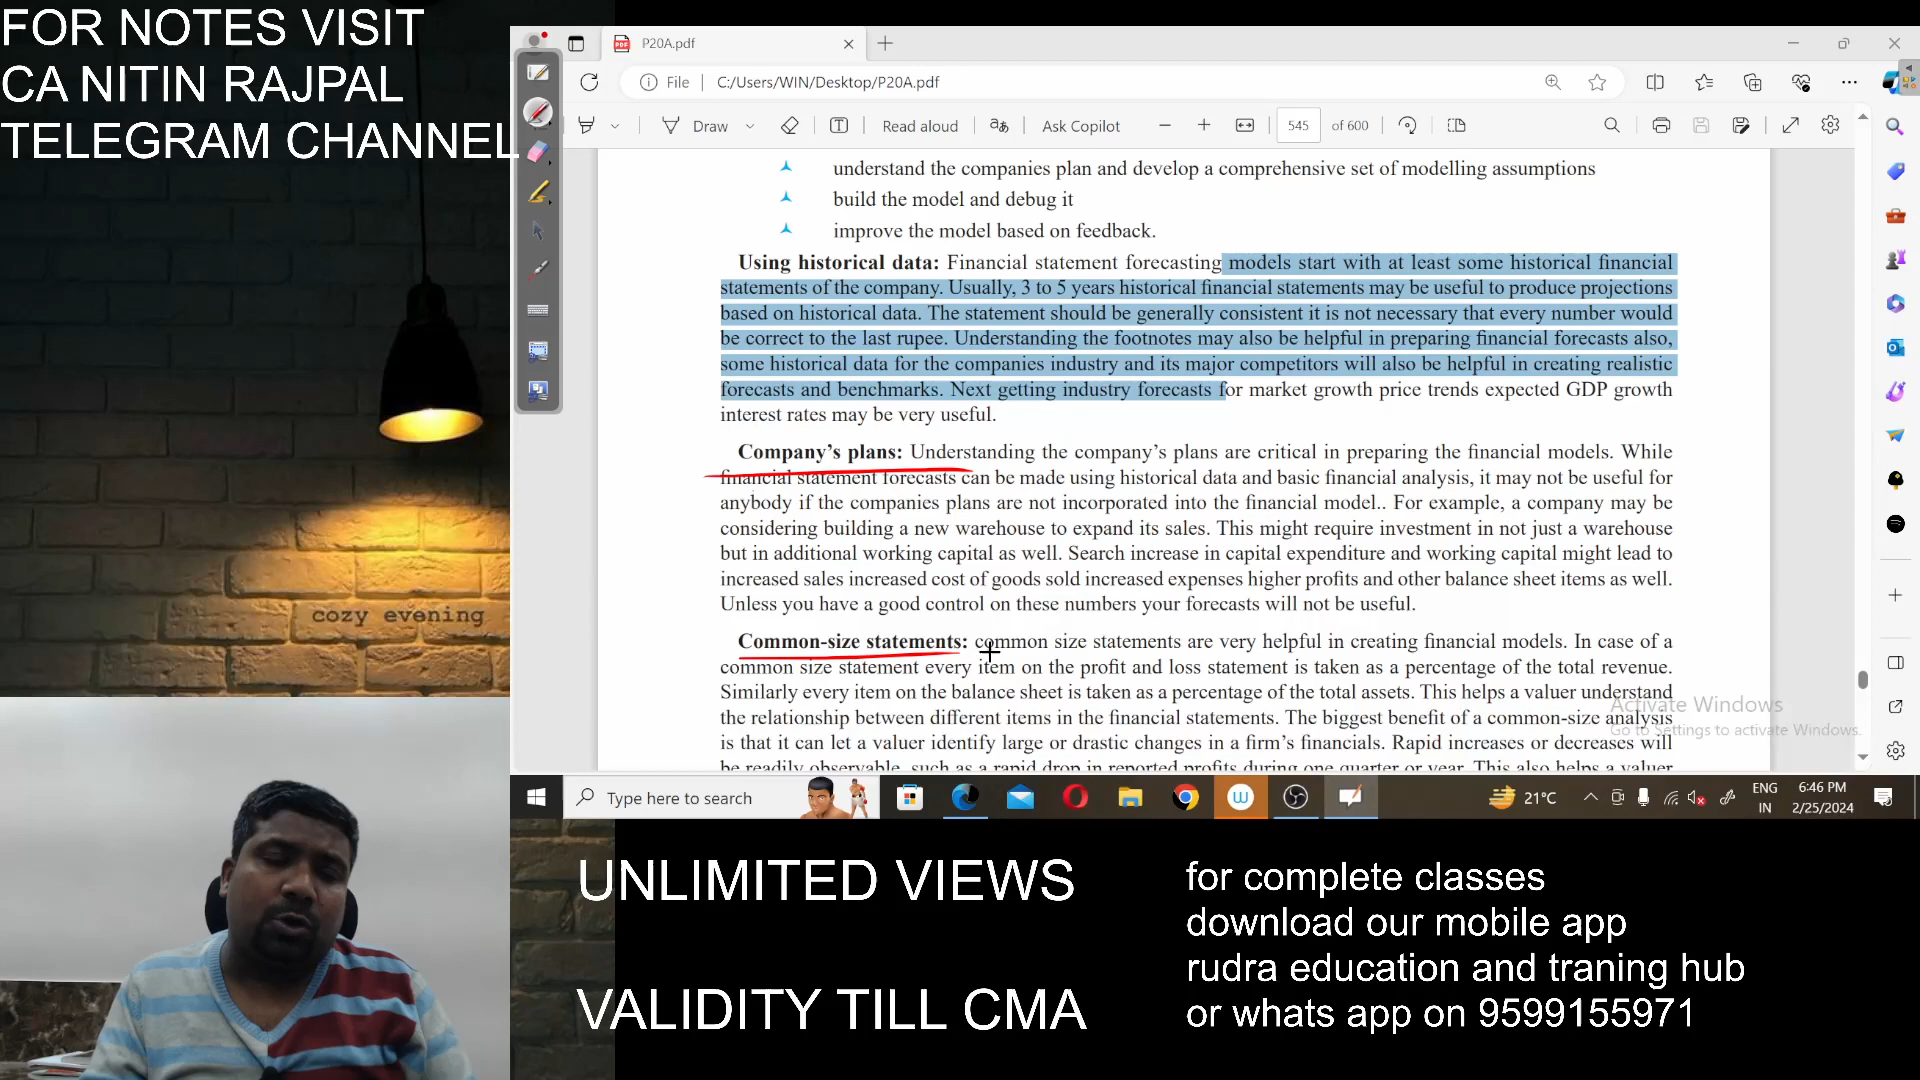 FOR NOTES VISIT
CA NITIN RAJPAL
TELEGRAM CHANNEL
cozy evening
P20A.pdf
File C:/Users/WIN/Desktop/P20A.pdf
Draw Read aloud Ask Copilot 545 of 600
understand the companies plan and develop a comprehensive set of modelling assumptions
build the model and debug it
improve the model based on feedback.
Using historical data: Financial statement forecasting models start with at least some historical financial
statements of the company. Usually, 3 to 5 years historical financial statements may be useful to produce projections
based on historical data. The statement should be generally consistent it is not necessary that every number would
be correct to the last rupee. Understanding the footnotes may also be helpful in preparing financial forecasts also,
some historical data for the companies industry and its major competitors will also be helpful in creating realistic
forecasts and benchmarks. Next getting industry forecasts for market growth price trends expected GDP growth
interest rates may be very useful.
Company's plans: Understanding the company's plans are critical in preparing the financial models. While
financial statement forecasts can be made using historical data and basic financial analysis, it may not be useful for
anybody if the companies plans are not incorporated into the financial model.. For example, a company may be
considering building a new warehouse to expand its sales. This might require investment in not just a warehouse
but in additional working capital as well. Search increase in capital expenditure and working capital might lead to
increased sales increased cost of goods sold increased expenses higher profits and other balance sheet items as well.
Unless you have a good control on these numbers your forecasts will not be useful.
Common-size statements: common size statements are very helpful in creating financial models. In case of a
common size statement every item on the profit and loss statement is taken as a percentage of the total revenue.
Similarly every item on the balance sheet is taken as a percentage of the total assets. This helps a valuer understand
the relationship between different items in the financial statements. The biggest benefit of a common-size analysis
is that it can let a valuer identify large or drastic changes in a firm's financials. Rapid increases or decreases will
be readily observable, such as a rapid drop in reported profits during one quarter or year. This also helps a valuer
Activate Windows
Go to Settings to activate Windows.
Type here to search
21°C
ENG
IN
6:46 PM
2/25/2024
UNLIMITED VIEWS
VALIDITY TILL CMA
for complete classes
download our mobile app
rudra education and traning hub
or whats app on 9599155971